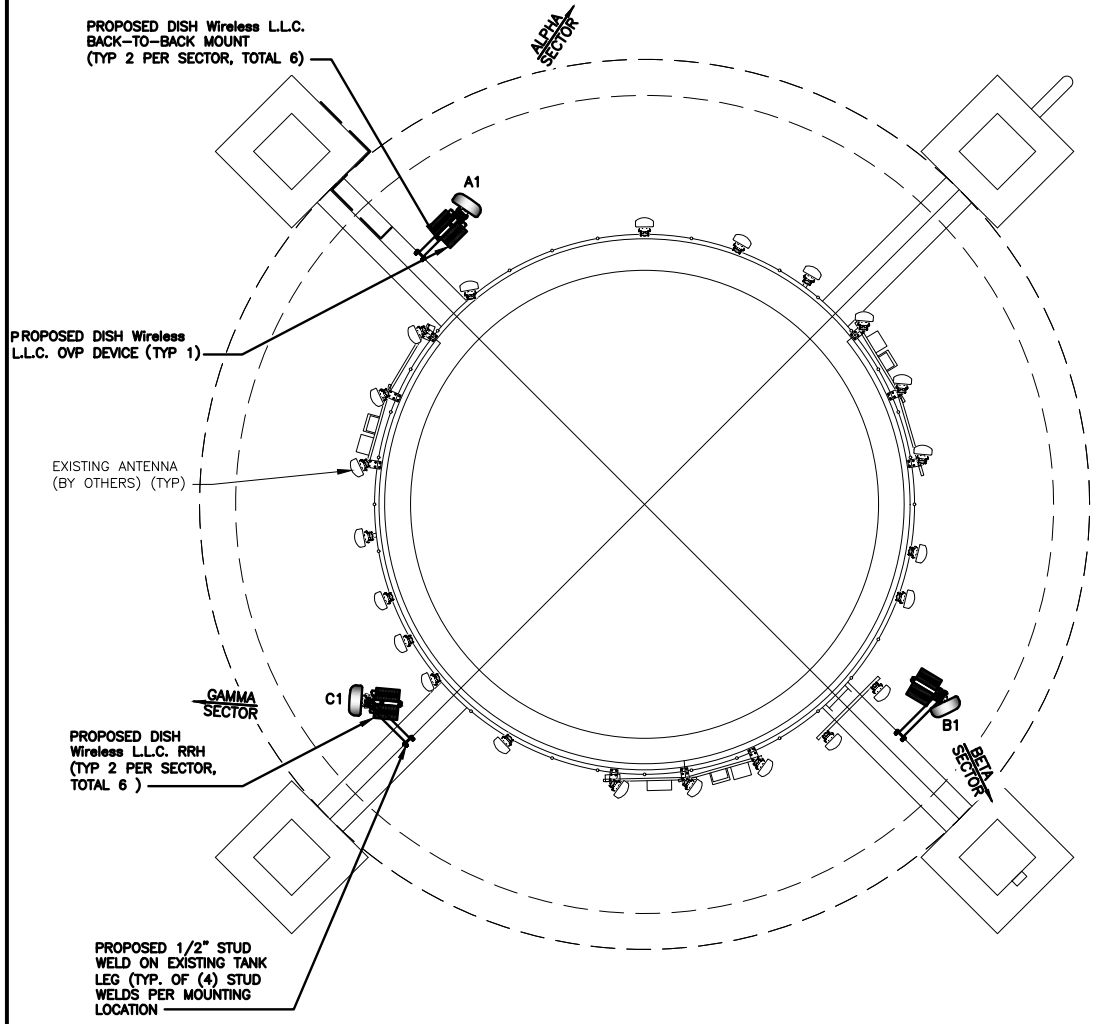 PROPOSED DISH Wireless L.L.C.
BACK-TO-BACK MOUNT
(TYP 2 PER SECTOR, TOTAL 6)
ALPHA
SECTOR
A1
PROPOSED DISH Wireless
L.L.C. OVP DEVICE (TYP 1)
EXISTING ANTENNA
(BY OTHERS) (TYP)
GAMMA
SECTOR
C1
B1
BETA
SECTOR
PROPOSED DISH
Wireless L.L.C. RRH
(TYP 2 PER SECTOR,
TOTAL 6 )
PROPOSED 1/2" STUD
WELD ON EXISTING TANK
LEG (TYP. OF (4) STUD
WELDS PER MOUNTING
LOCATION